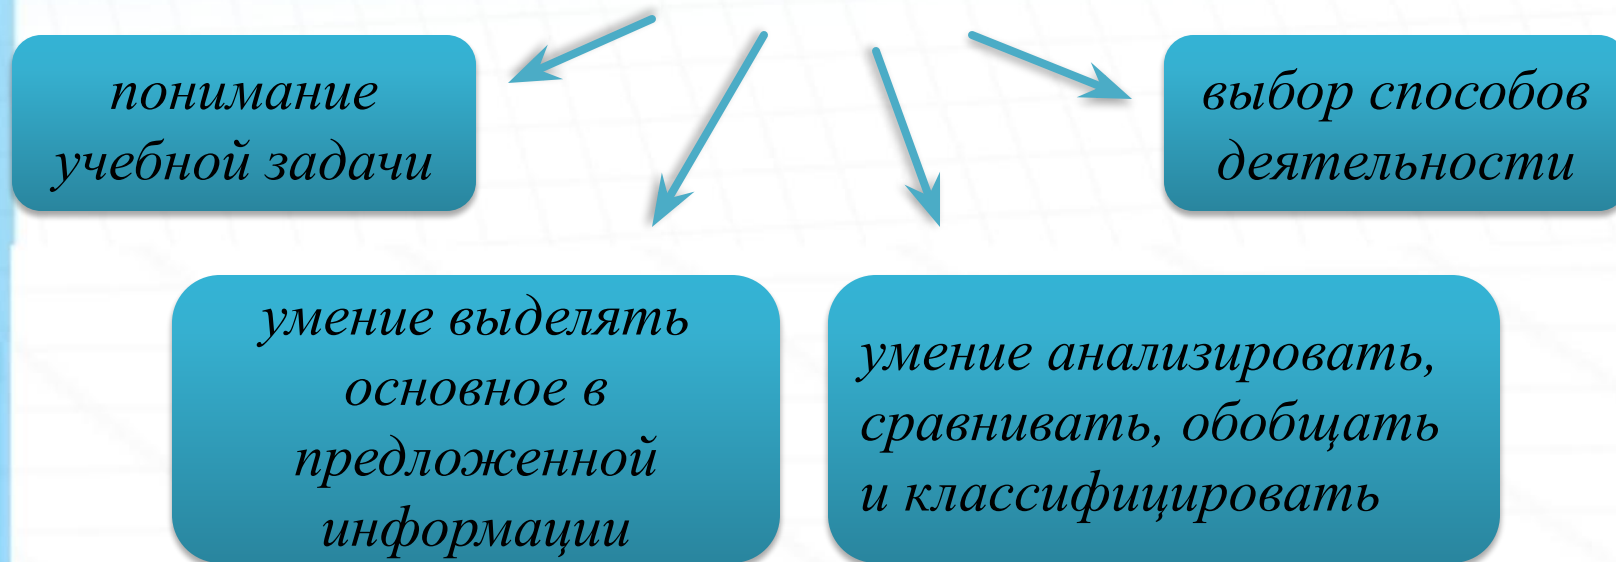 понимание
учебной задачи
выбор способов
деятельности
умение выделять
основное в
предложенной
информации
умение анализировать,
сравнивать, обобщать
и классифицировать